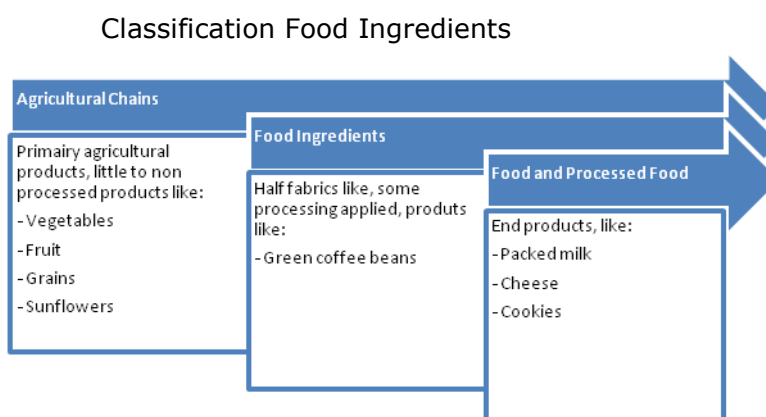 Classification Food Ingredients
Agricultural Chains
Primairy agricultural
products, little to non
processed products like:
-Vegetables
-Fruit
-Grains
-Sunflowers
Food Ingredients
Half fabrics like, some
processing applied, produts
like:
-Green coffee beans
Food and Processed Food
End products, like:
-Packed milk
-Cheese
-Cookies